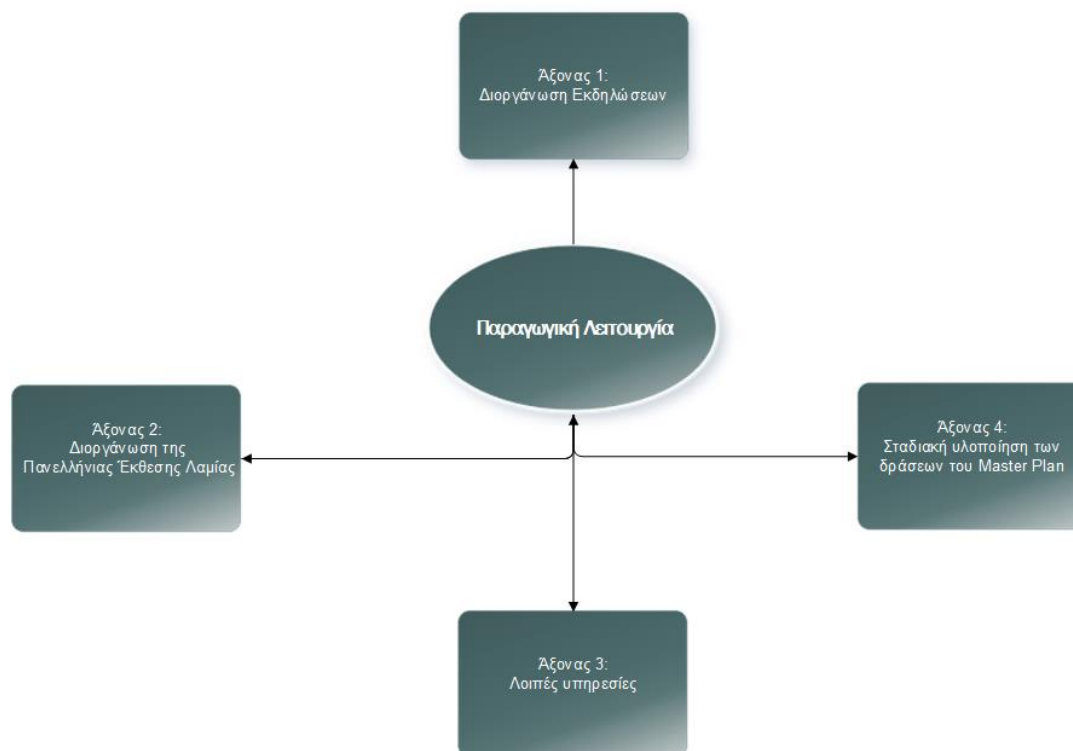 Άξονας 1:
Διοργάνωση Εκδηλώσεων
Παραγωγική Λειτουργία
Άξονας 2:
Διοργάνωση της
Πανελλήνιας Έκθεσης Λαμίας
Άξονας 4:
Σταδιακή υλοποίηση των
δράσεων του Master Plan
Άξονας 3:
Λοιπές υπηρεσίες